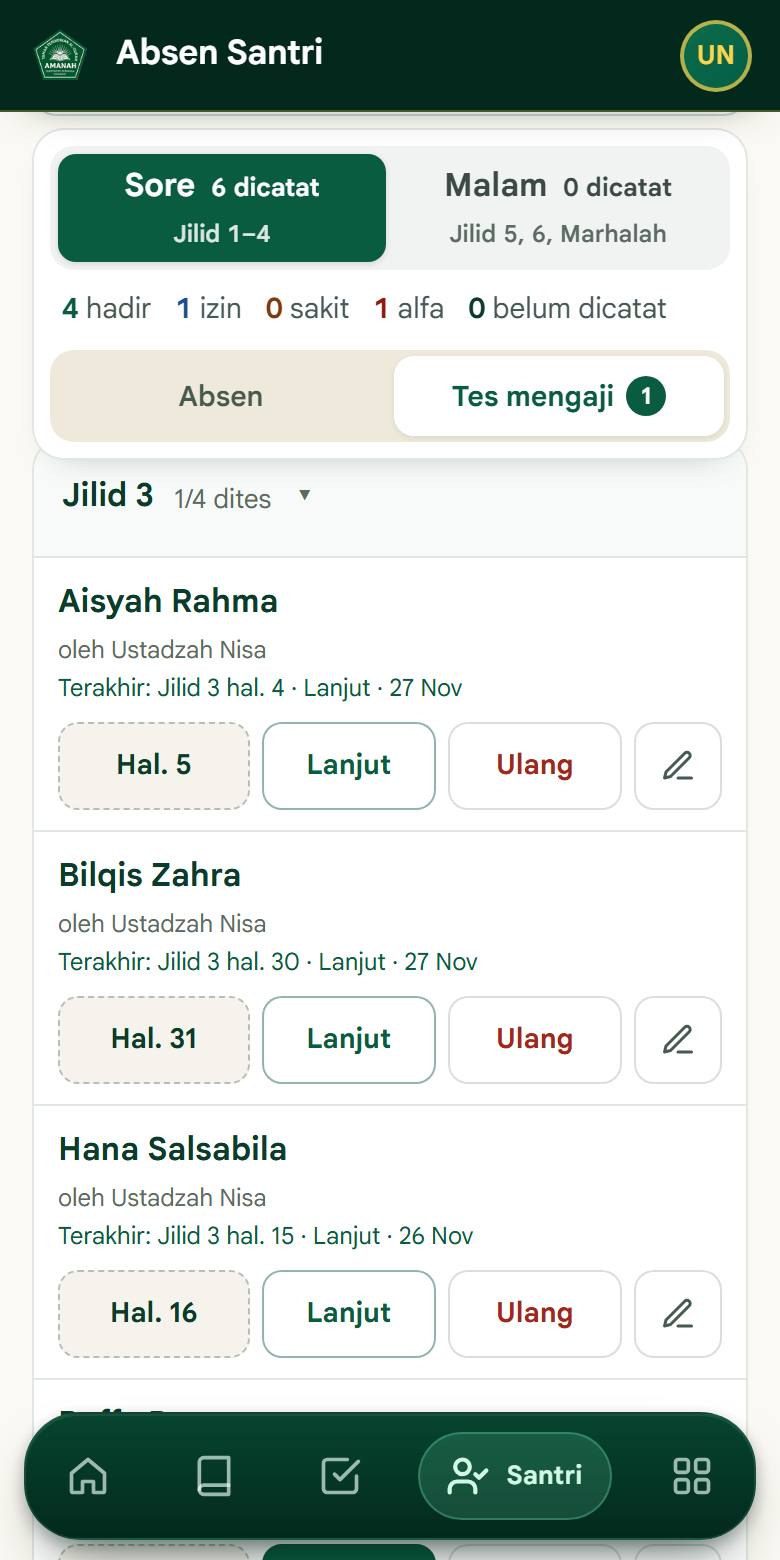 AMANAH
Absen Santri
UN
Sore 6 dicatat
Jilid 1–4
Malam 0 dicatat
Jilid 5, 6, Marhalah
4 hadir 1 izin 0 sakit 1 alfa 0 belum dicatat
Absen
Tes mengaji 1
Jilid 3 1/4 dites ▼
Aisyah Rahma
oleh Ustadzah Nisa
Terakhir: Jilid 3 hal. 4 · Lanjut · 27 Nov
Hal. 5 Lanjut Ulang
Bilqis Zahra
oleh Ustadzah Nisa
Terakhir: Jilid 3 hal. 30 · Lanjut · 27 Nov
Hal. 31 Lanjut Ulang
Hana Salsabila
oleh Ustadzah Nisa
Terakhir: Jilid 3 hal. 15 · Lanjut · 26 Nov
Hal. 16 Lanjut Ulang
Santri